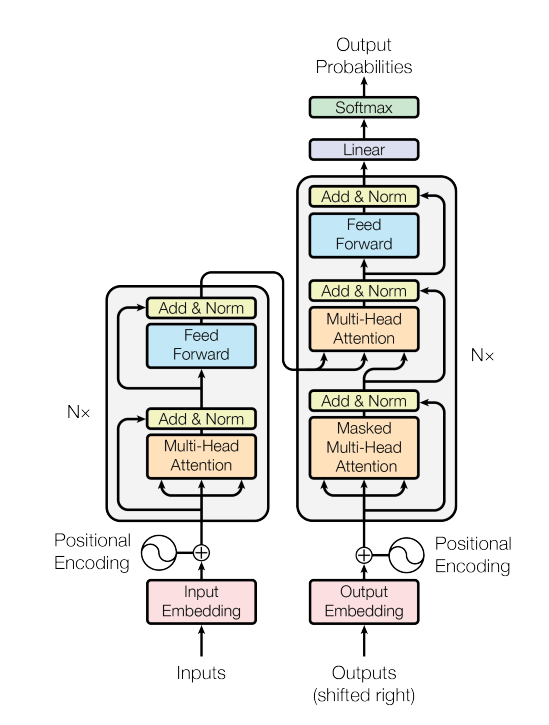 Output
Probabilities
Softmax
Linear
Add & Norm
Feed
Forward
Add & Norm
Multi-Head
Attention
N×
Add & Norm
Masked
Multi-Head
Attention
Add & Norm
Feed
Forward
N×
Add & Norm
Multi-Head
Attention
Positional
Encoding
Positional
Encoding
Input
Embedding
Output
Embedding
Inputs
Outputs
(shifted right)